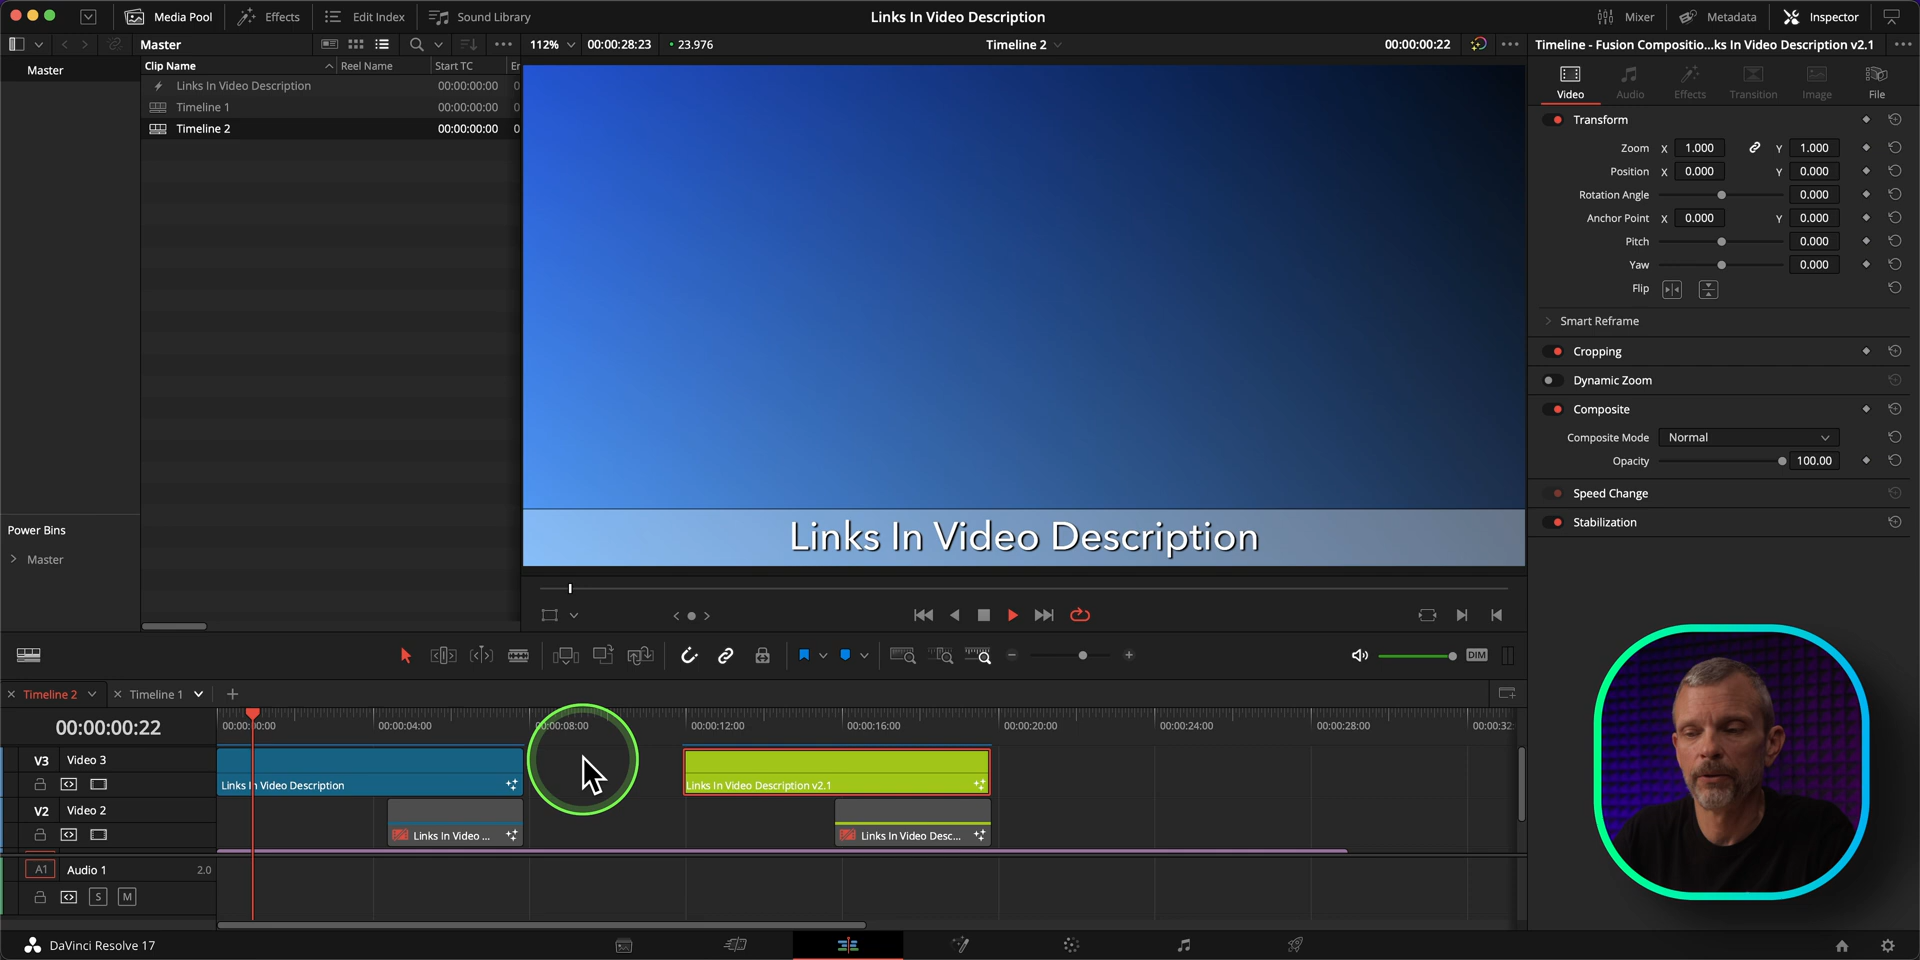 Media Pool
Effects
Edit Index
Sound Library
Links In Video Description
Mixer
Metadata
Inspector
Master
112%
00:00:28:23
23.976
Timeline 2
00:00:00:22
Timeline - Fusion Compositio...ks In Video Description v2.1
Master
Clip Name
Reel Name
Start TC
Links In Video Description
00:00:00:00
0
Timeline 1
00:00:00:00
0
Timeline 2
00:00:00:00
0
Power Bins
Master
Links In Video Description
Video
Audio
Effects
Transition
Image
File
Transform
Zoom X 1.000 Y 1.000
Position X 0.000 Y 0.000
Rotation Angle 0.000
Anchor Point X 0.000 Y 0.000
Pitch 0.000
Yaw 0.000
Flip
Smart Reframe
Cropping
Dynamic Zoom
Composite
Composite Mode Normal
Opacity 100.00
Speed Change
Stabilization
DIM
Timeline 2
Timeline 1
00:00:00:22
00:00:04:00
00:00:08:00
00:00:12:00
00:00:16:00
00:00:20:00
00:00:24:00
00:00:28:00
00:00:32:
V3 Video 3
Links In Video Description
Links In Video Description v2.1
V2 Video 2
Links In Video ...
Links In Video Desc...
A1 Audio 1 2.0
S M
DaVinci Resolve 17